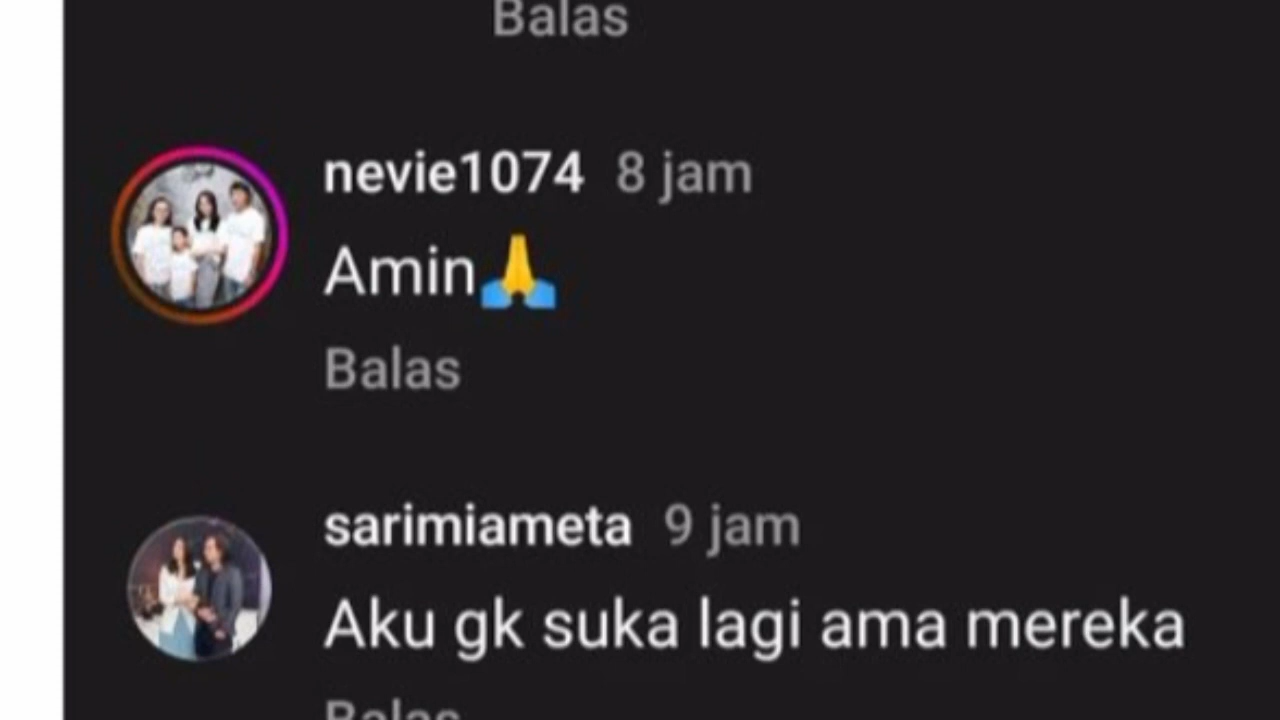 Balas
nevie1074 8 jam
Amin🙏
Balas
sarimiameta 9 jam
Aku gk suka lagi ama mereka
Balas